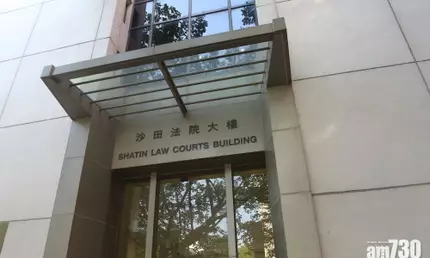 沙田法院大樓
SHATIN LAW COURTS BUILDING
am730